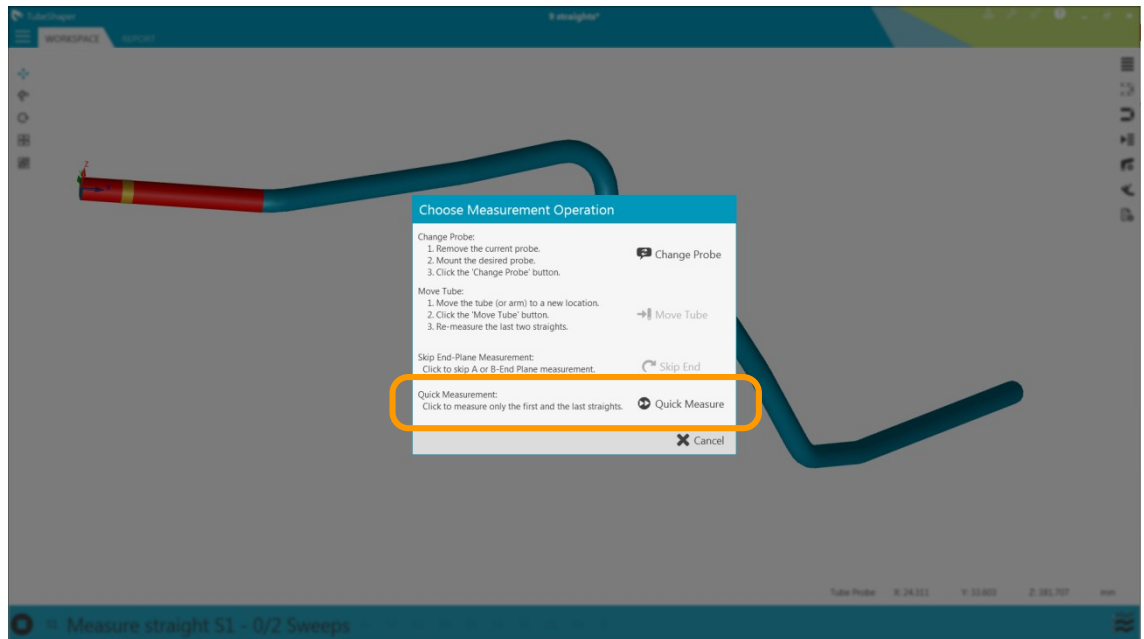 TubeShaper
9 straights*
WORKSPACE
REPORT
Z
Choose Measurement Operation
Change Probe:
1. Remove the current probe.
2. Mount the desired probe.
3. Click the 'Change Probe' button.
Change Probe
Move Tube:
1. Move the tube (or arm) to a new location.
2. Click the 'Move Tube' button.
3. Re-measure the last two straights.
Move Tube
Skip End-Plane Measurement:
Click to skip A or B-End Plane measurement.
Skip End
Quick Measurement:
Click to measure only the first and the last straights.
Quick Measure
Cancel
Tube Probe X: 24.311 Z: 381.707 mm
Measure straight S1 - 0/2 Sweeps